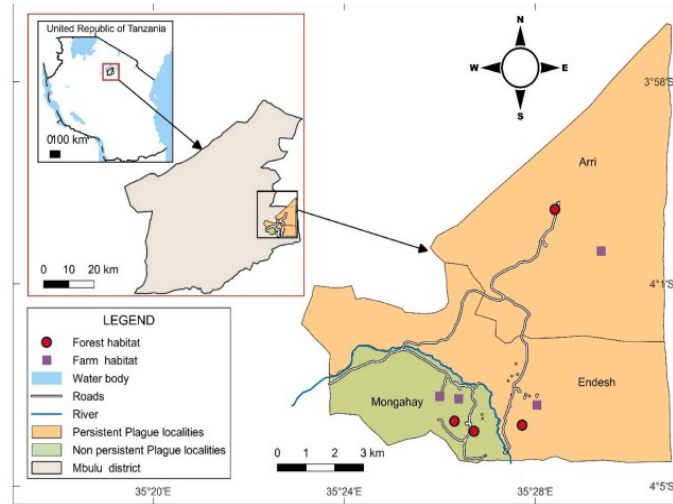 United Republic of Tanzania
0 100 km
0 10 20 km
N
W E
S
3°58'S
Arri
4°1'S
LEGEND
Forest habitat
Farm habitat
Water body
Roads
River
Persistent Plague localities
Non persistent Plague localities
Mbulu district
Endesh
Mongahay
0 1 2 3 km
4°5'S
35°20'E 35°24'E 35°28'E